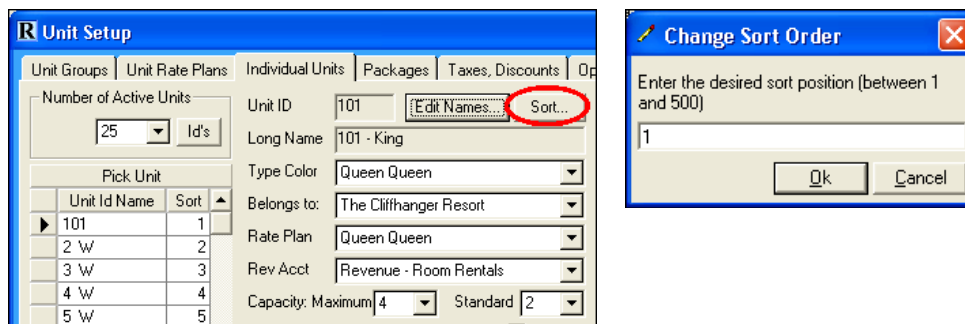 R Unit Setup
Unit Groups Unit Rate Plans Individual Units Packages Taxes, Discounts Op
Number of Active Units
25 Id's
Pick Unit
Unit Id Name Sort
101 1
2 W 2
3 W 3
4 W 4
5 W 5
Unit ID 101 Edit Names... Sort...
Long Name 101 - King
Type Color Queen Queen
Belongs to: The Cliffhanger Resort
Rate Plan Queen Queen
Rev Acct Revenue - Room Rentals
Capacity: Maximum 4 Standard 2
Change Sort Order
Enter the desired sort position (between 1
and 500)
1
Ok Cancel